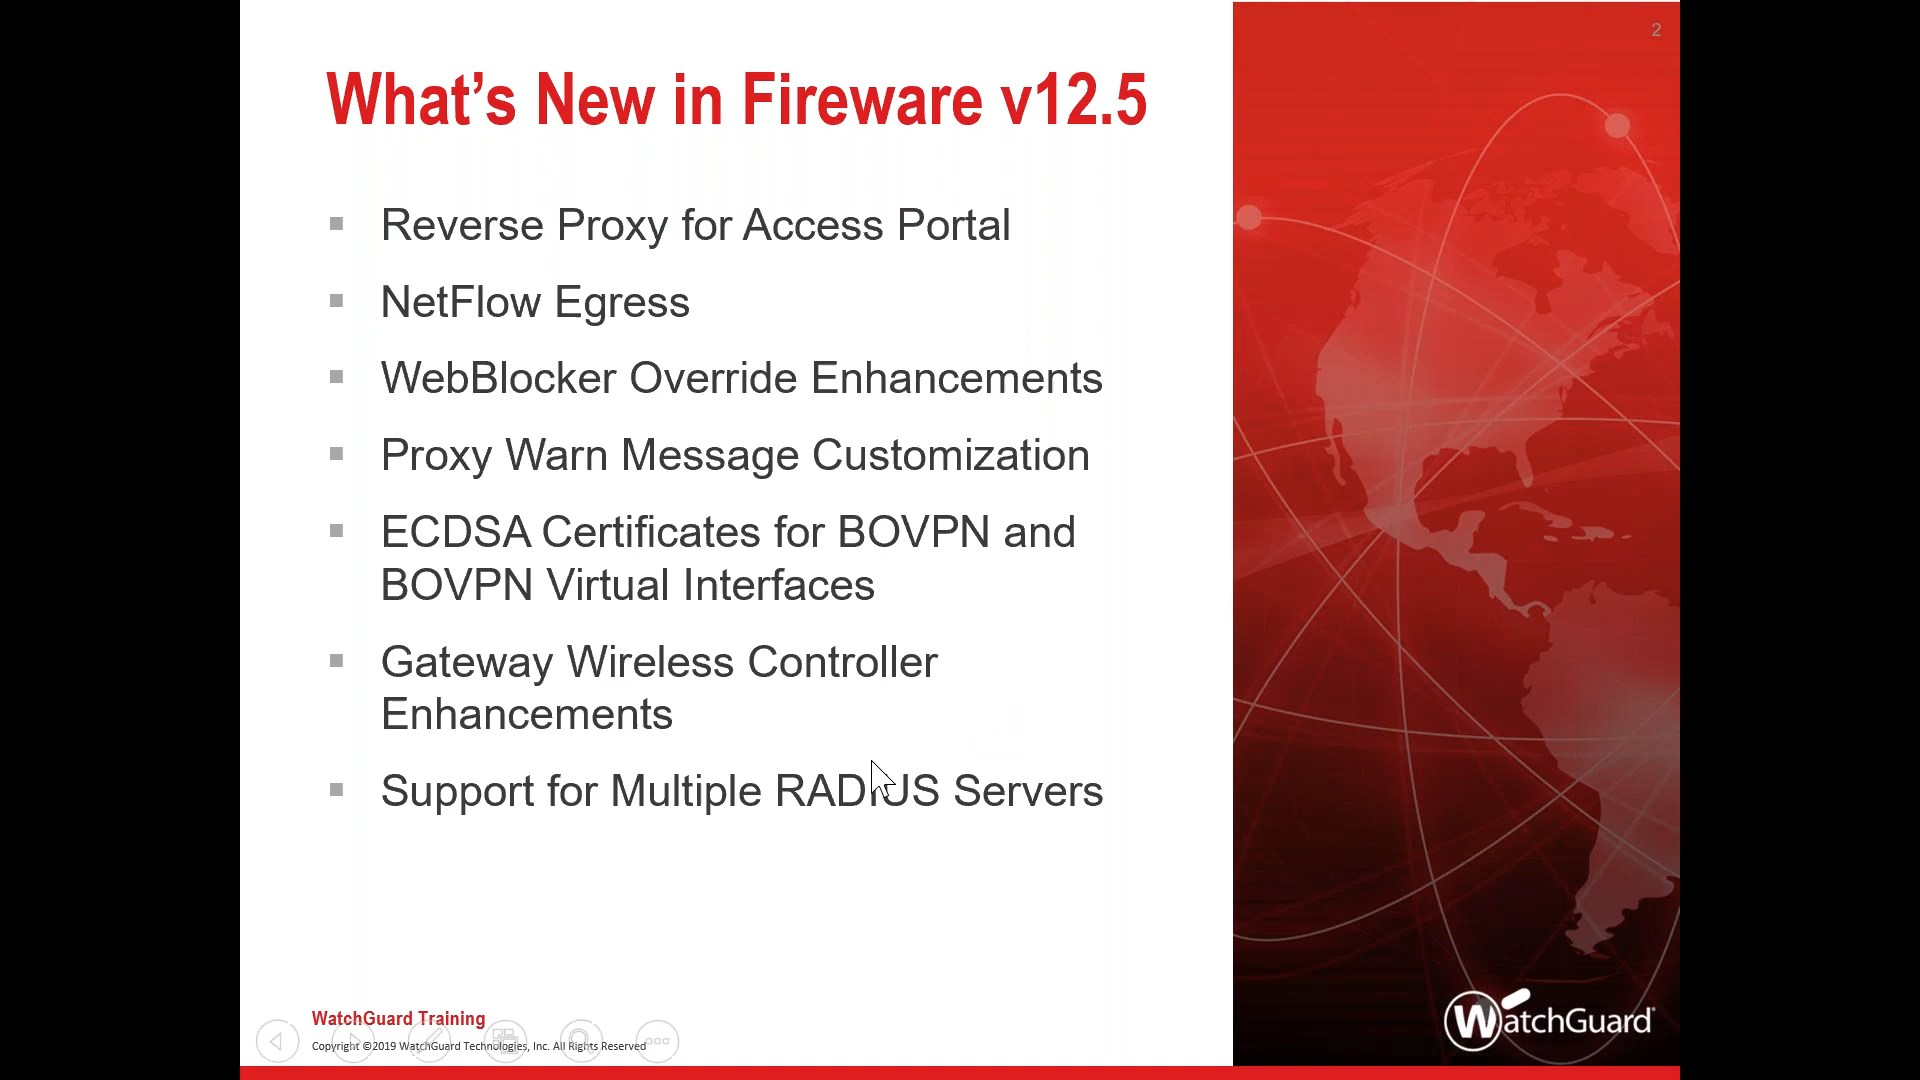 2
What’s New in Fireware v12.5
▪ Reverse Proxy for Access Portal
▪ NetFlow Egress
▪ WebBlocker Override Enhancements
▪ Proxy Warn Message Customization
▪ ECDSA Certificates for BOVPN and
BOVPN Virtual Interfaces
▪ Gateway Wireless Controller
Enhancements
▪ Support for Multiple RADIUS Servers
WatchGuard Training
Copyright ©2019 WatchGuard Technologies, Inc. All Rights Reserved
WatchGuard